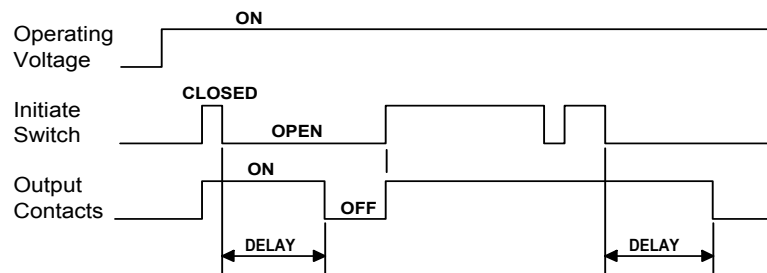 ON
Operating
Voltage
CLOSED
Initiate
Switch
OPEN
ON
Output
Contacts
OFF
DELAY
DELAY